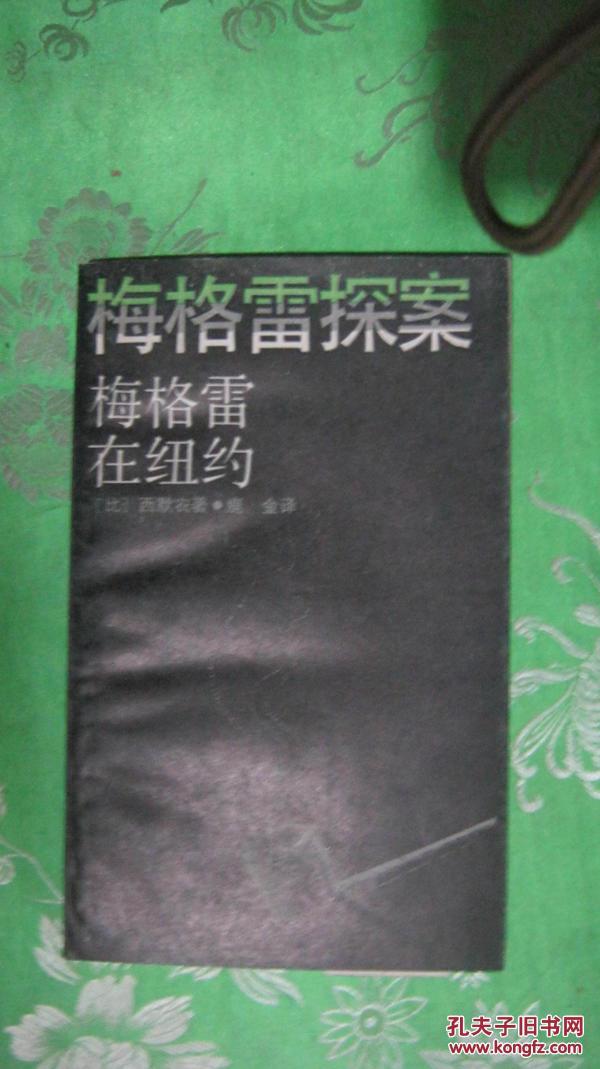 梅格雷探案
梅格雷
在纽约
[比] 西默农著●鹿 金译
孔夫子旧书网
www.kongfz.com